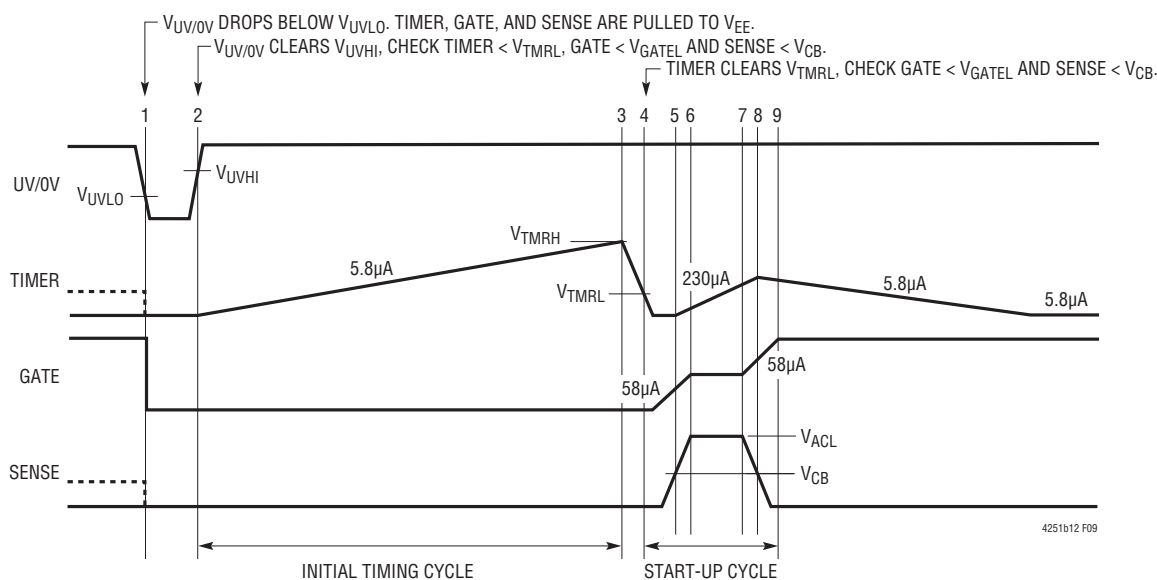 V_UV/0V DROPS BELOW V_UVLO. TIMER, GATE, AND SENSE ARE PULLED TO V_EE.
V_UV/0V CLEARS V_UVHI, CHECK TIMER < V_TMRL, GATE < V_GATEL AND SENSE < V_CB.
TIMER CLEARS V_TMRL, CHECK GATE < V_GATEL AND SENSE < V_CB.
1 2 3 4 5 6 7 8 9
UV/0V
V_UVLO
V_UVHI
TIMER
5.8µA
V_TMRH
V_TMRL
230µA
5.8µA
5.8µA
GATE
58µA
58µA
SENSE
V_ACL
V_CB
4251b12 F09
INITIAL TIMING CYCLE
START-UP CYCLE